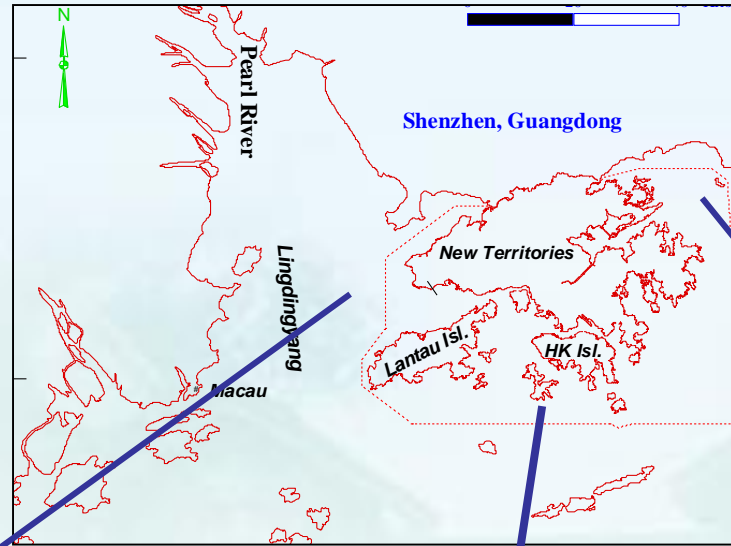 N
Pearl River
Shenzhen, Guangdong
New Territories
Lingdingyang
Lantau Isl.
HK Isl.
Macau